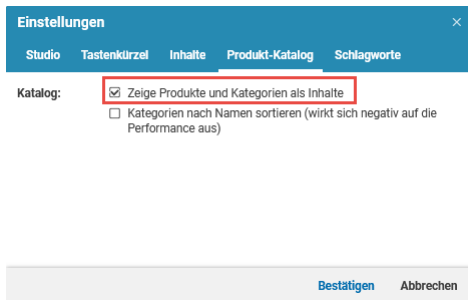 Einstellungen
Studio Tastenkürzel Inhalte Produkt-Katalog Schlagworte
Katalog: Zeige Produkte und Kategorien als Inhalte
Kategorien nach Namen sortieren (wirkt sich negativ auf die
Performance aus)
Bestätigen Abbrechen